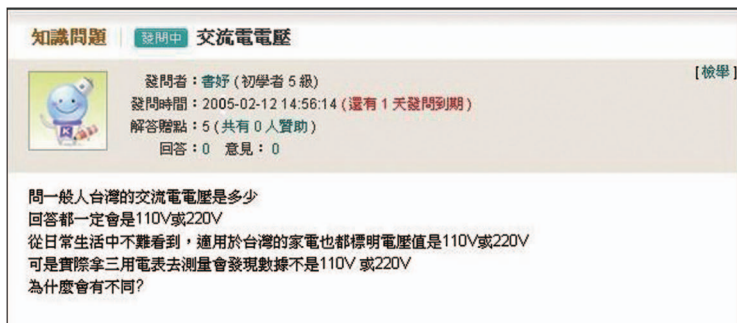 知識問題 發問中 交流電電壓
[檢舉]
發問者：書妤(初學者5級)
發問時間：2005-02-12 14:56:14(還有1天發問到期)
解答贈點：5(共有0人贊助)
回答：0 意見：0
問一般人台灣的交流電電壓是多少
回答都一定會是110V或220V
從日常生活中不難看到，適用於台灣的家電也都標明電壓值是110V或220V
可是實際拿三用電表去測量會發現數據不是110V 或220V
為什麼會有不同?